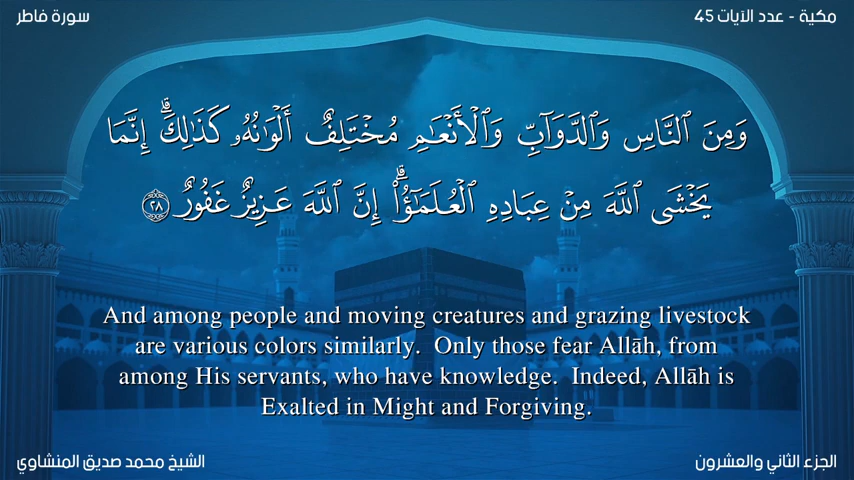 سورة فاطر
مكية - عدد الآيات 45
وَمِنَ ٱلنَّاسِ وَٱلدَّوَآبِّ وَٱلْأَنْعَـٰمِ مُخْتَلِفٌ أَلْوَٰنُهُۥ كَذَٰلِكَ ۗ إِنَّمَا
يَخْشَى ٱللَّهَ مِنْ عِبَادِهِ ٱلْعُلَمَـٰٓؤُا۟ ۗ إِنَّ ٱللَّهَ عَزِيزٌ غَفُورٌ ٢٨
And among people and moving creatures and grazing livestock
are various colors similarly. Only those fear Allāh, from
among His servants, who have knowledge. Indeed, Allāh is
Exalted in Might and Forgiving.
الشيخ محمد صديق المنشاوي
الجزء الثاني والعشرون